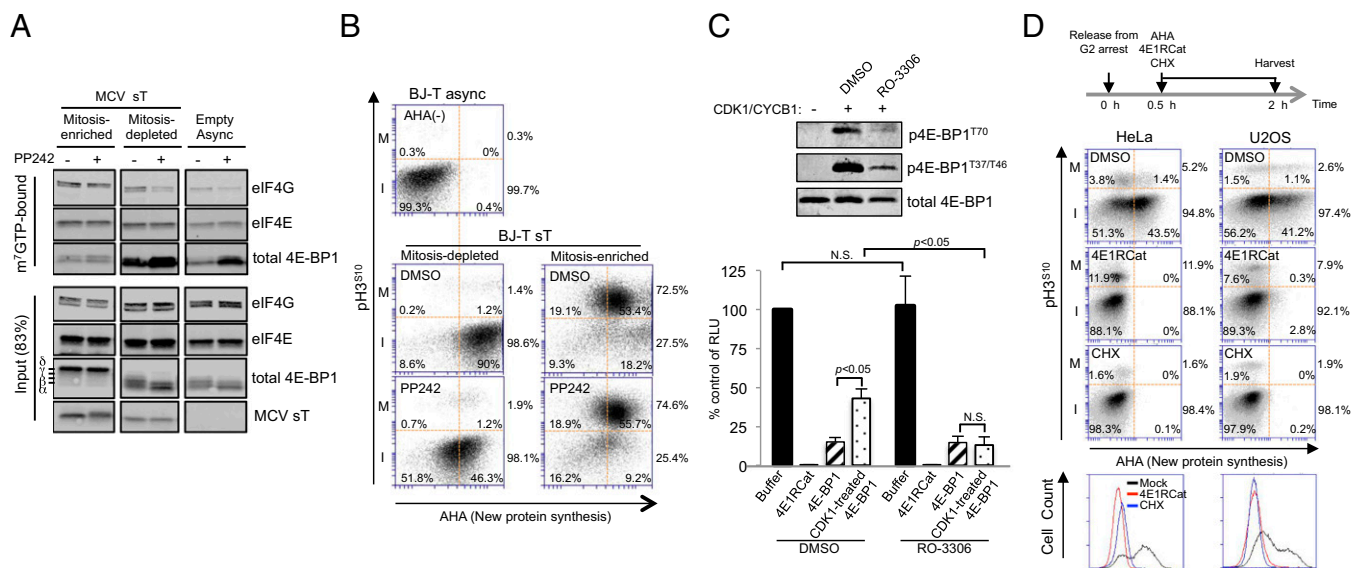 A
MCV sT
Mitosis-enriched
Mitosis-depleted
Empty Async
PP242 - + - + - +
m⁷GTP-bound
eIF4G
eIF4E
total 4E-BP1
Input (83%)
eIF4G
eIF4E
δ
γ
β
α
total 4E-BP1
MCV sT
B
BJ-T async
AHA(-)
M
I
0.3%
0%
0.3%
99.3%
0.4%
99.7%
pH3^S10
BJ-T sT
Mitosis-depleted
Mitosis-enriched
DMSO
M
I
0.2%
1.2%
1.4%
8.6%
90%
98.6%
DMSO
19.1%
53.4%
72.5%
9.3%
18.2%
27.5%
PP242
M
I
0.7%
1.2%
1.9%
51.8%
46.3%
98.1%
PP242
18.9%
55.7%
74.6%
16.2%
9.2%
25.4%
AHA (New protein synthesis)
C
DMSO
RO-3306
CDK1/CYCB1: - + +
p4E-BP1^T70
p4E-BP1^T37/T46
total 4E-BP1
p<0.05
N.S.
p<0.05
N.S.
% control of RLU
125
100
75
50
25
0
Buffer
4E1RCat
4E-BP1
CDK1-treated 4E-BP1
Buffer
4E1RCat
4E-BP1
CDK1-treated 4E-BP1
DMSO
RO-3306
D
Release from G2 arrest
AHA
4E1RCat
CHX
Harvest
0 h
0.5 h
2 h
Time
HeLa
U2OS
pH3^S10
DMSO
M
I
3.8%
1.4%
5.2%
51.3%
43.5%
94.8%
DMSO
1.5%
1.1%
2.6%
56.2%
41.2%
97.4%
4E1RCat
M
I
11.9%
0%
11.9%
88.1%
0%
88.1%
4E1RCat
7.6%
0.3%
7.9%
89.3%
2.8%
92.1%
CHX
M
I
1.6%
0%
1.6%
98.3%
0.1%
98.4%
CHX
1.9%
0%
1.9%
97.9%
0.2%
98.1%
AHA (New protein synthesis)
Cell Count
Mock
4E1RCat
CHX